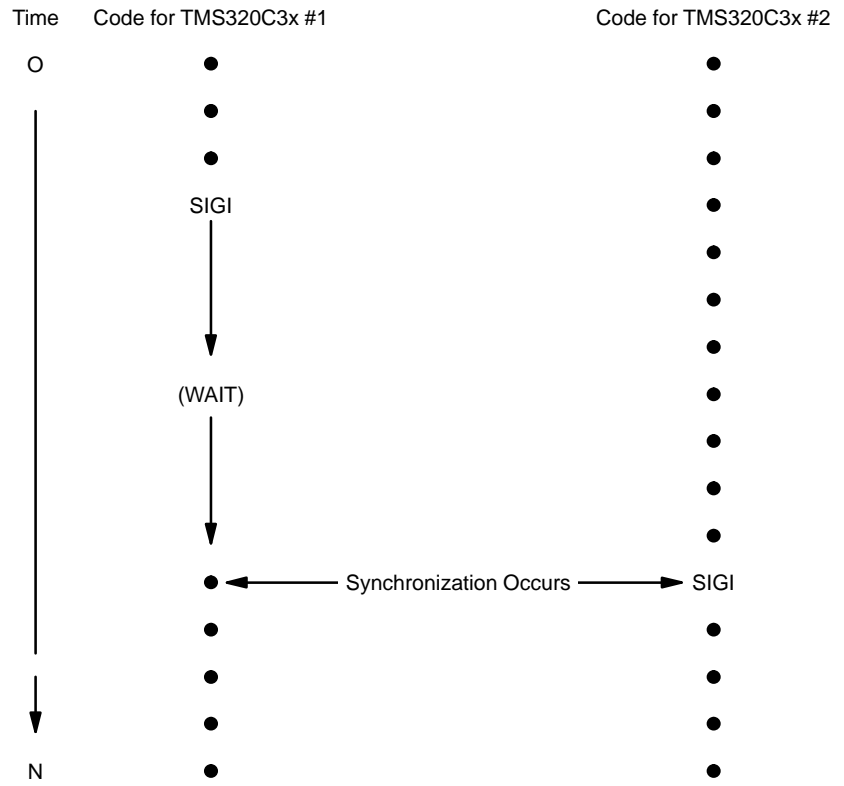 Time Code for TMS320C3x #1 Code for TMS320C3x #2
O
SIGI
(WAIT)
Synchronization Occurs SIGI
N